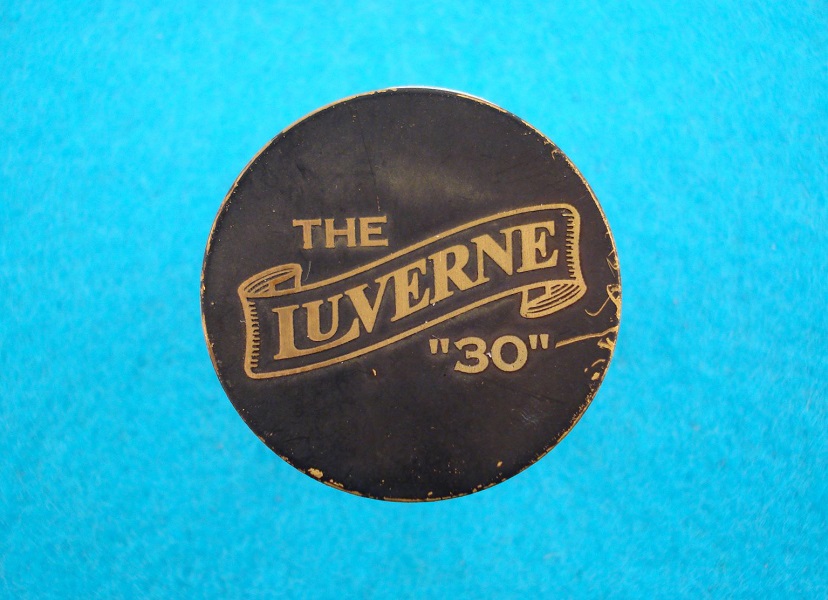 THE
LUVERNE
"30"